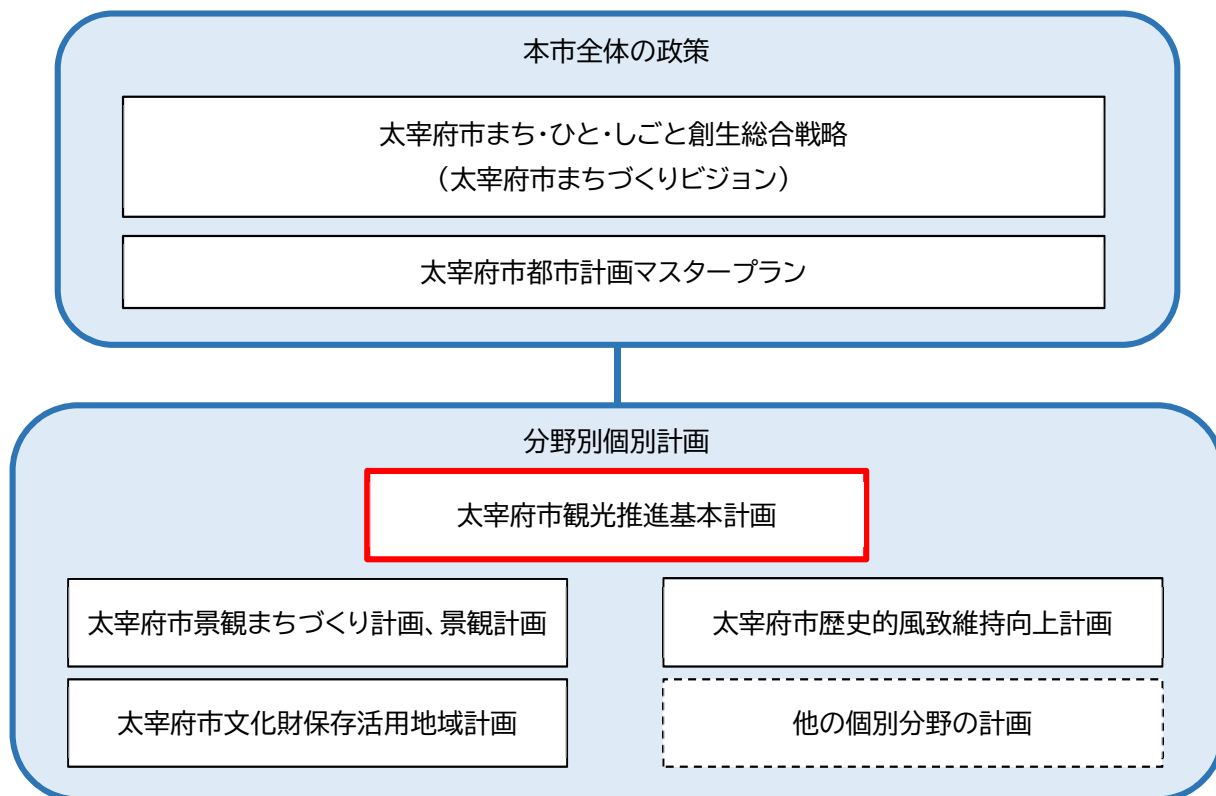 本市全体の政策
太宰府市まち・ひと・しごと創生総合戦略
（太宰府市まちづくりビジョン）
太宰府市都市計画マスタープラン
分野別個別計画
太宰府市観光推進基本計画
太宰府市景観まちづくり計画、景観計画
太宰府市歴史的風致維持向上計画
太宰府市文化財保存活用地域計画
他の個別分野の計画